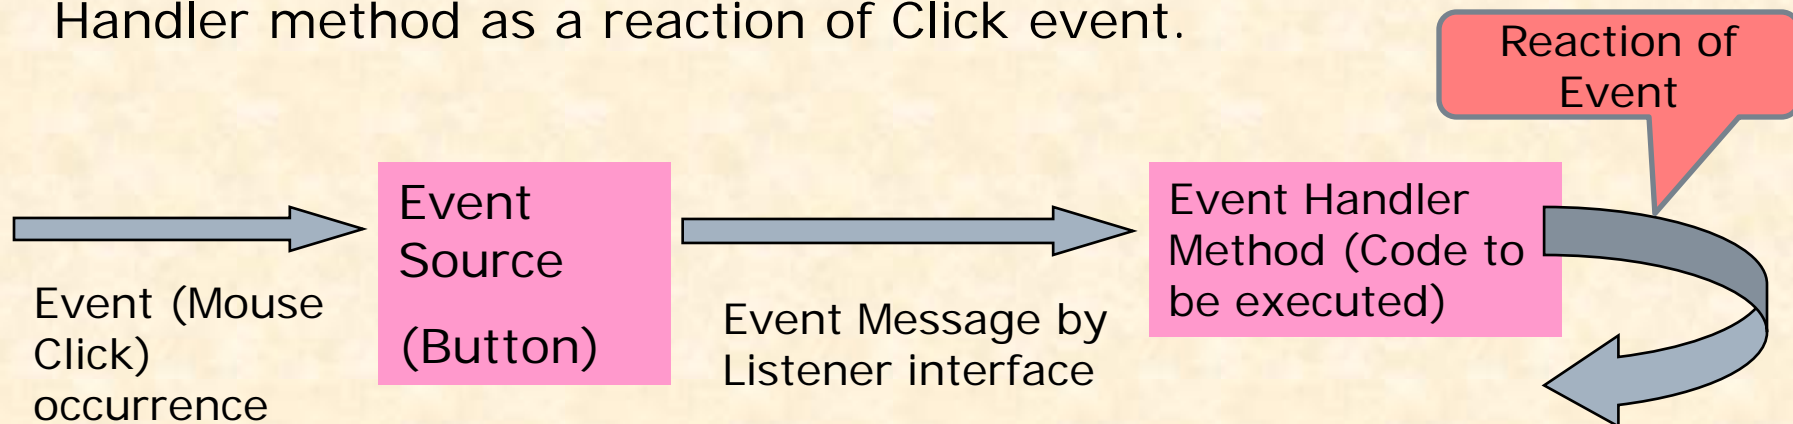 Handler method as a reaction of Click event.
Reaction of
Event
Event
Source
(Button)
Event Handler
Method (Code to
be executed)
Event (Mouse
Click)
occurrence
Event Message by
Listener interface